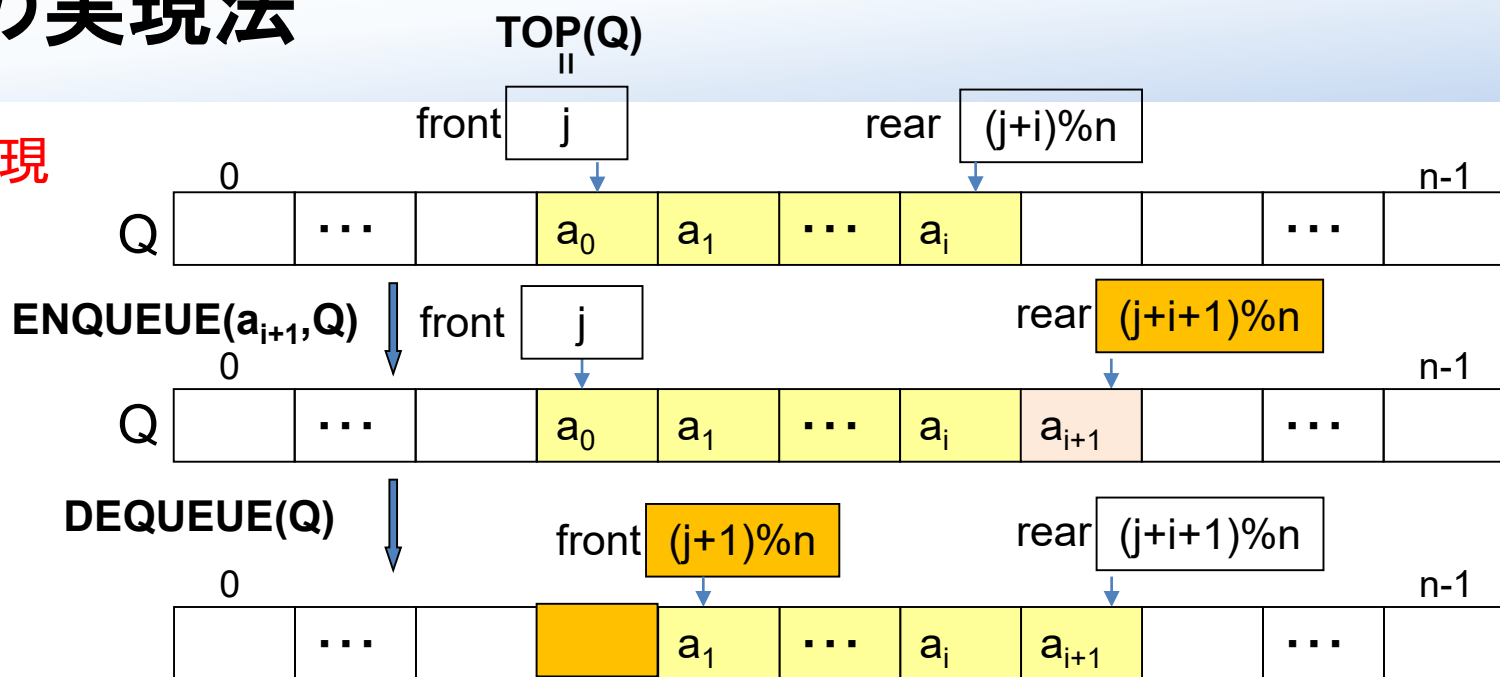 の実現法
TOP(Q)
=
front j rear (j+i)%n
現
0 n-1
Q ··· a0 a1 ··· ai ···
ENQUEUE(ai+1,Q) front j rear (j+i+1)%n
0 n-1
Q ··· a0 a1 ··· ai ai+1 ···
DEQUEUE(Q) front (j+1)%n rear (j+i+1)%n
0 n-1
··· a1 ··· ai ai+1 ···